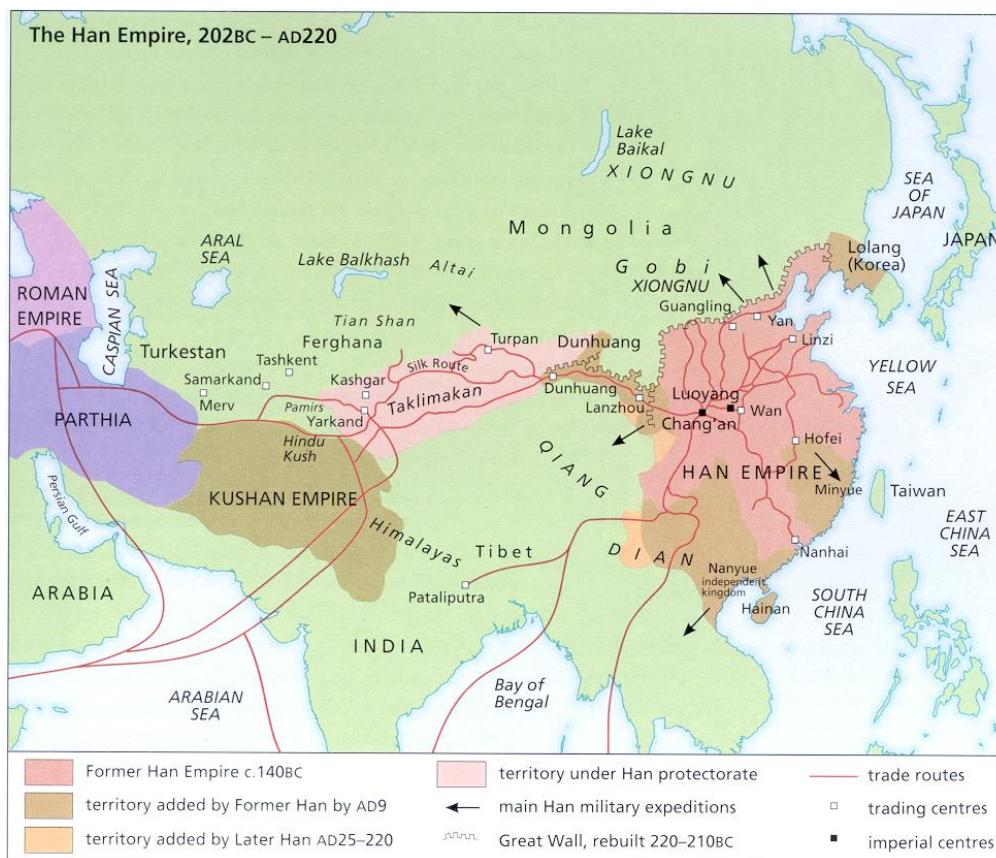 The Han Empire, 202BC – AD220
Lake
Baikal
XIONGNU
SEA
OF
JAPAN
JAPAN
Mongolia
ARAL
SEA
Lake Balkhash
Altai
Gobi
XIONGNU
Lolang
(Korea)
ROMAN
EMPIRE
CASPIAN SEA
Guangling
Yan
Tian Shan
Ferghana
Turpan
Dunhuang
Linzi
Turkestan
Tashkent
Silk Route
YELLOW
SEA
Samarkand
Kashgar
Taklimakan
Dunhuang
Luoyang
Merv
Pamirs
Yarkand
Lanzhou
Wan
PARTHIA
Chang'an
Hindu
Kush
Hofei
QIANG
HAN EMPIRE
Persian Gulf
KUSHAN EMPIRE
Minyue
Taiwan
Himalayas
EAST
CHINA
SEA
Tibet
DIAN
Nanhai
ARABIA
Pataliputra
Nanyue
independent
kingdom
Hainan
SOUTH
CHINA
SEA
INDIA
ARABIAN
SEA
Bay of
Bengal
Former Han Empire c.140BC
territory added by Former Han by AD9
territory added by Later Han AD25–220
territory under Han protectorate
main Han military expeditions
Great Wall, rebuilt 220–210BC
trade routes
trading centres
imperial centres